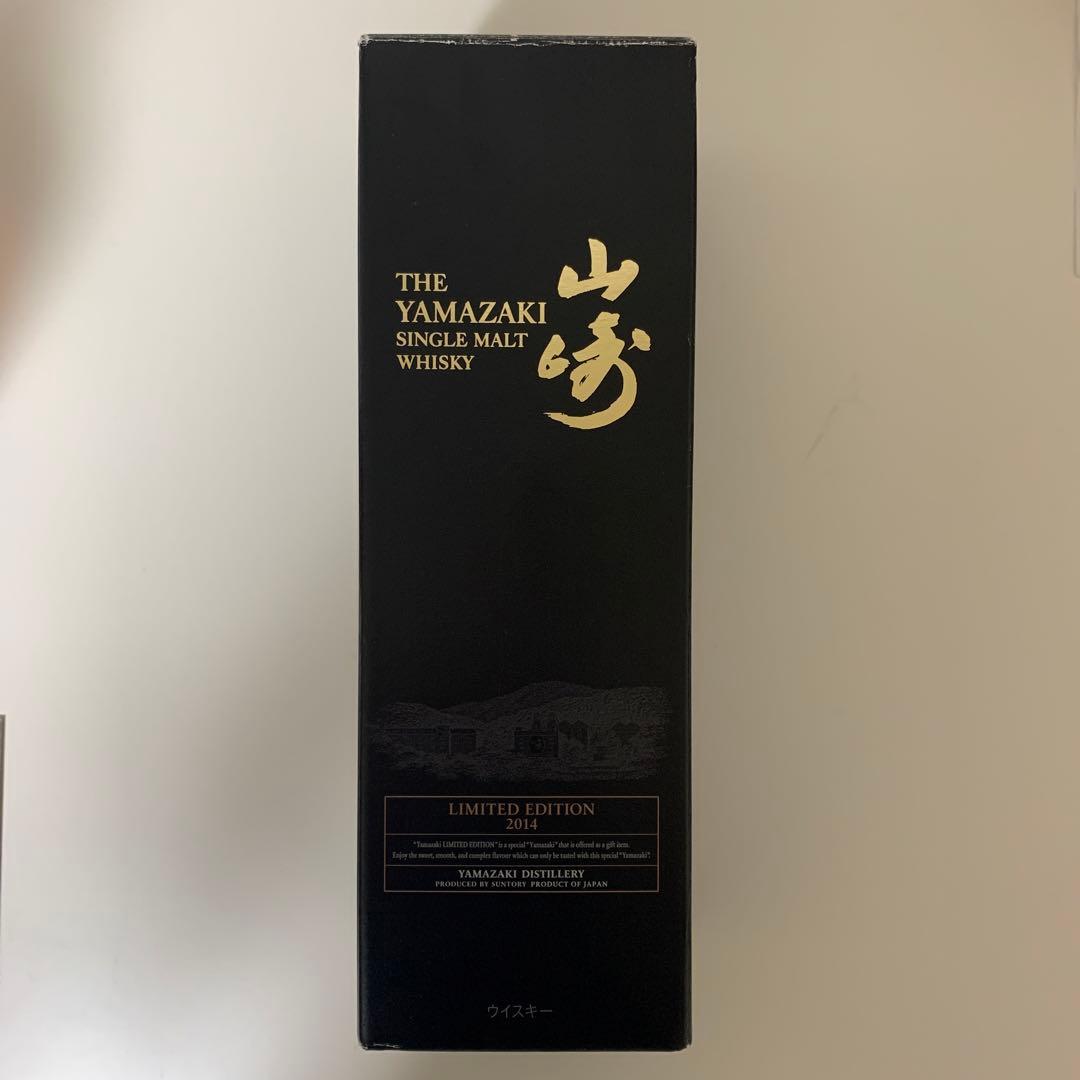 THE
YAMAZAKI
SINGLE MALT
WHISKY
山崎
LIMITED EDITION
2014
"Yamazaki LIMITED EDITION" is a special "Yamazaki" that is offered as a gift item.
Enjoy the sweet, smooth, and complex flavour which can only be tasted with this special "Yamazaki".
YAMAZAKI DISTILLERY
PRODUCED BY SUNTORY PRODUCT OF JAPAN
ウイスキー